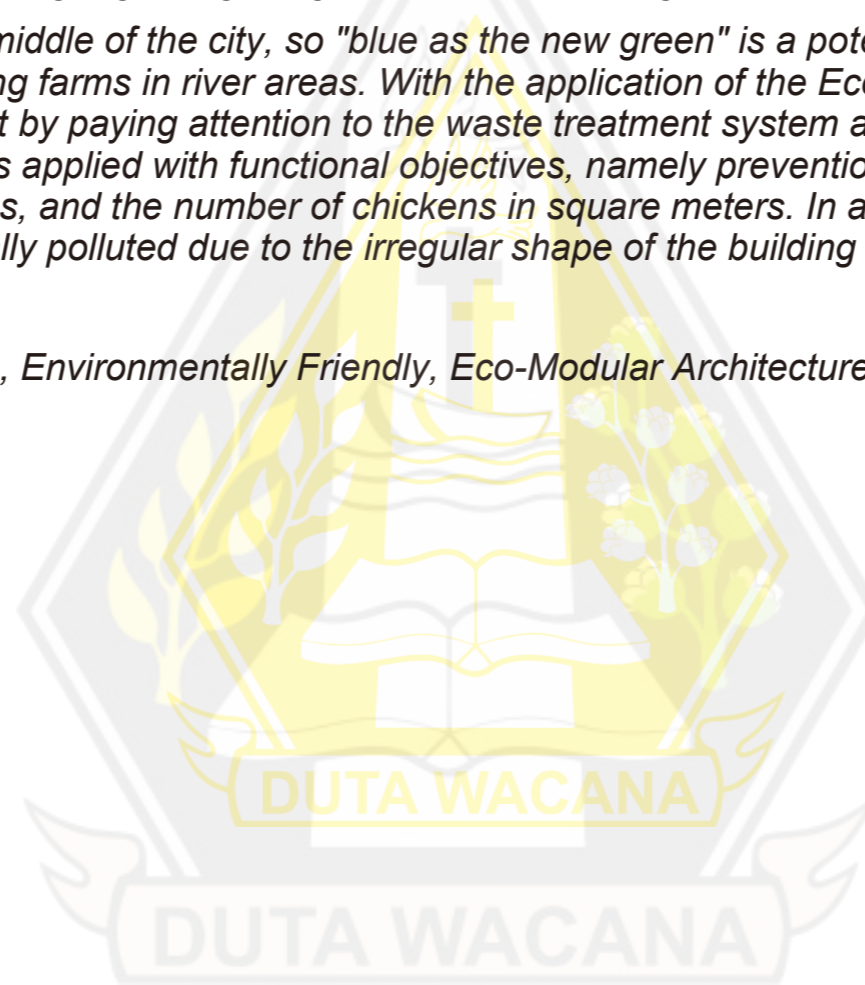 middle of the city, so "blue as the new green" is a pote
ng farms in river areas. With the application of the Eco
t by paying attention to the waste treatment system a
s applied with functional objectives, namely preventio
s, and the number of chickens in square meters. In a
lly polluted due to the irregular shape of the building
, Environmentally Friendly, Eco-Modular Architecture
DUTA WACANA
DUTA WACANA